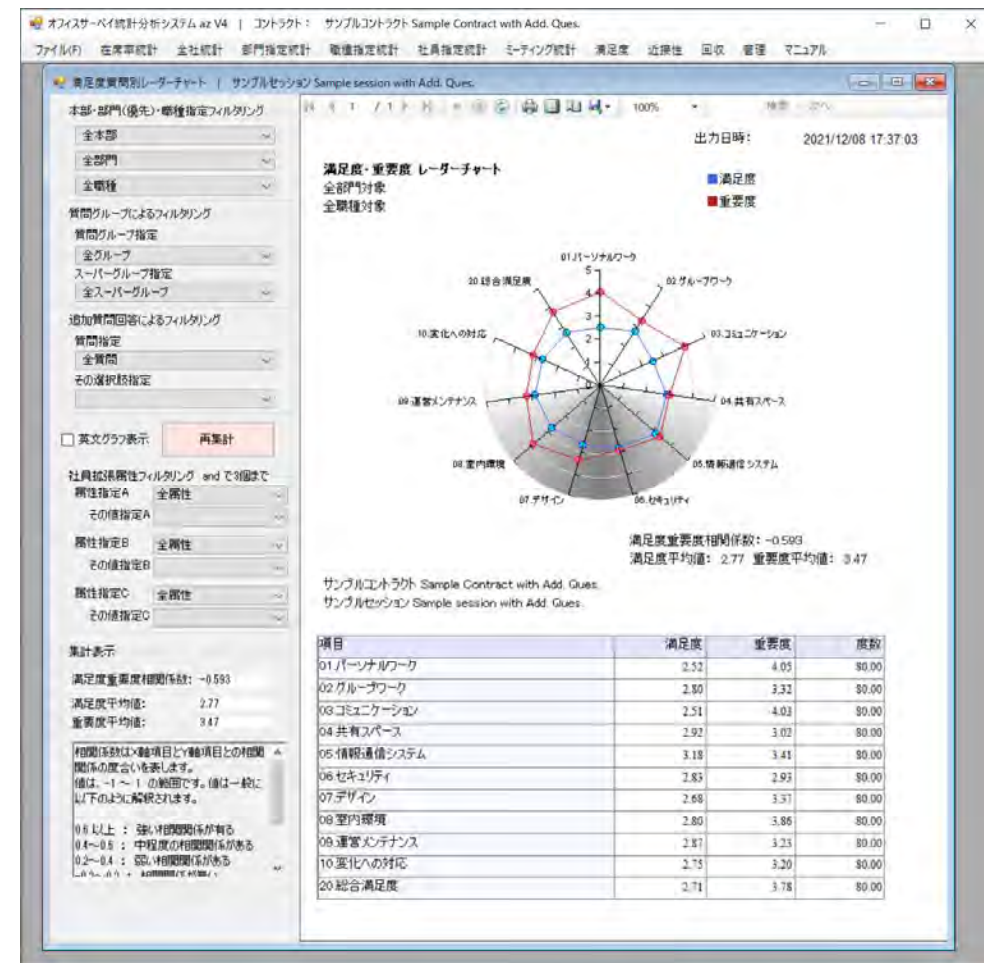 オフィスサーベイ統計分析システム az V4 | コントラクト： サンプルコントラクト Sample Contract with Add. Ques.
ファイル(F) 在席率統計 全社統計 部門指定統計 職種指定統計 社員指定統計 ミーティング統計 満足度 近接性 回収 管理 マニュアル
満足度質問別レーダーチャート | サンプルセッション Sample session with Add. Ques.
1 / 1 100% 検索 次へ
本部・部門(優先)・職種指定フィルタリング
全本部
全部門
全職種
質問グループによるフィルタリング
質問グループ指定
全グループ
スーパーグループ指定
全スーパーグループ
追加質問回答によるフィルタリング
質問指定
全質問
その選択肢指定
英文グラフ表示 再集計
社員拡張属性フィルタリング and で3個まで
属性指定A 全属性
その値指定A
属性指定B 全属性
その値指定B
属性指定C 全属性
その値指定C
集計表示
満足度重要度相関係数： -0.593
満足度平均値： 2.77
重要度平均値： 3.47
相関係数はX軸項目とY軸項目との相関
関係の度合いを表します。
値は、-1 ～ 1 の範囲です。値は一般に
以下のように解釈されます。
0.6 以上 ： 強い相関関係が有る
0.4～0.6 ： 中程度の相関関係がある
0.2～0.4 ： 弱い相関関係がある
出力日時： 2021/12/08 17:37:03
満足度・重要度 レーダーチャート
全部門対象
全職種対象
満足度
重要度
01.パーソナルワーク
02.グループワーク
03.コミュニケーション
04.共有スペース
05.情報通信システム
06.セキュリティ
07.デザイン
08.室内環境
09.運営メンテナンス
10.変化への対応
20.総合満足度
5
4
3
2
1
満足度重要度相関係数： -0.593
満足度平均値： 2.77 重要度平均値： 3.47
サンプルコントラクト Sample Contract with Add. Ques.
サンプルセッション Sample session with Add. Ques.
項目 満足度 重要度 度数
01.パーソナルワーク 2.52 4.05 80.00
02.グループワーク 2.80 3.32 80.00
03.コミュニケーション 2.51 4.03 80.00
04.共有スペース 2.92 3.02 80.00
05.情報通信システム 3.18 3.41 80.00
06.セキュリティ 2.83 2.93 80.00
07.デザイン 2.68 3.31 80.00
08.室内環境 2.80 3.86 80.00
09.運営メンテナンス 2.87 3.23 80.00
10.変化への対応 2.75 3.20 80.00
20.総合満足度 2.71 3.78 80.00